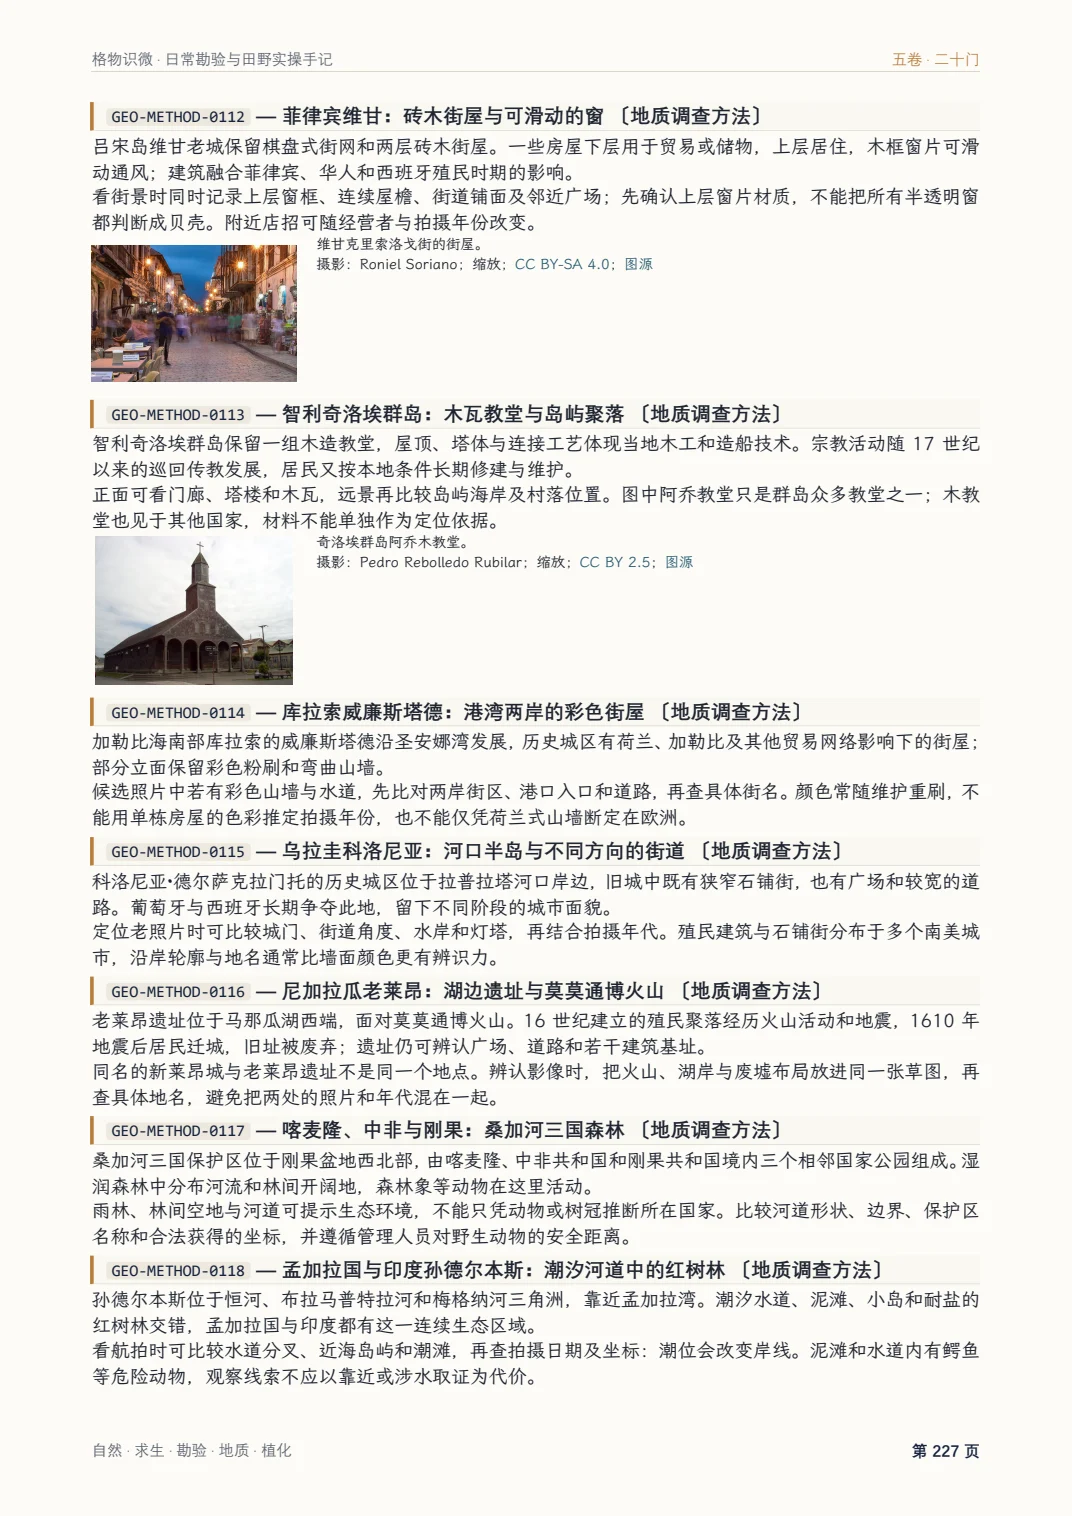 格物识微 · 日常勘验与田野实操手记
五卷 · 二十门
GEO-METHOD-0112 — 菲律宾维甘：砖木街屋与可滑动的窗 〔地质调查方法〕
吕宋岛维甘老城保留棋盘式街网和两层砖木街屋。一些房屋下层用于贸易或储物，上层居住，木框窗片可滑
动通风；建筑融合菲律宾、华人和西班牙殖民时期的影响。
看街景时同时记录上层窗框、连续屋檐、街道铺面及邻近广场；先确认上层窗片材质，不能把所有半透明窗
都判断成贝壳。附近店招可随经营者与拍摄年份改变。
维甘克里索洛戈街的街屋。
摄影：Roniel Soriano；缩放；CC BY-SA 4.0；图源
GEO-METHOD-0113 — 智利奇洛埃群岛：木瓦教堂与岛屿聚落 〔地质调查方法〕
智利奇洛埃群岛保留一组木造教堂，屋顶、塔体与连接工艺体现当地木工和造船技术。宗教活动随 17 世纪
以来的巡回传教发展，居民又按本地条件长期修建与维护。
正面可看门廊、塔楼和木瓦，远景再比较岛屿海岸及村落位置。图中阿乔教堂只是群岛众多教堂之一；木教
堂也见于其他国家，材料不能单独作为定位依据。
奇洛埃群岛阿乔木教堂。
摄影：Pedro Rebolledo Rubilar；缩放；CC BY 2.5；图源
GEO-METHOD-0114 — 库拉索威廉斯塔德：港湾两岸的彩色街屋 〔地质调查方法〕
加勒比海南部库拉索的威廉斯塔德沿圣安娜湾发展，历史城区有荷兰、加勒比及其他贸易网络影响下的街屋；
部分立面保留彩色粉刷和弯曲山墙。
候选照片中若有彩色山墙与水道，先比对两岸街区、港口入口和道路，再查具体街名。颜色常随维护重刷，不
能用单栋房屋的色彩推定拍摄年份，也不能仅凭荷兰式山墙断定在欧洲。
GEO-METHOD-0115 — 乌拉圭科洛尼亚：河口半岛与不同方向的街道 〔地质调查方法〕
科洛尼亚·德尔萨克拉门托的历史城区位于拉普拉塔河口岸边，旧城中既有狭窄石铺街，也有广场和较宽的道
路。葡萄牙与西班牙长期争夺此地，留下不同阶段的城市面貌。
定位老照片时可比较城门、街道角度、水岸和灯塔，再结合拍摄年代。殖民建筑与石铺街分布于多个南美城
市，沿岸轮廓与地名通常比墙面颜色更有辨识力。
GEO-METHOD-0116 — 尼加拉瓜老莱昂：湖边遗址与莫莫通博火山 〔地质调查方法〕
老莱昂遗址位于马那瓜湖西端，面对莫莫通博火山。16 世纪建立的殖民聚落经历火山活动和地震，1610 年
地震后居民迁城，旧址被废弃；遗址仍可辨认广场、道路和若干建筑基址。
同名的新莱昂城与老莱昂遗址不是同一个地点。辨认影像时，把火山、湖岸与废墟布局放进同一张草图，再
查具体地名，避免把两处的照片和年代混在一起。
GEO-METHOD-0117 — 喀麦隆、中非与刚果：桑加河三国森林 〔地质调查方法〕
桑加河三国保护区位于刚果盆地西北部，由喀麦隆、中非共和国和刚果共和国境内三个相邻国家公园组成。湿
润森林中分布河流和林间开阔地，森林象等动物在这里活动。
雨林、林间空地与河道可提示生态环境，不能只凭动物或树冠推断所在国家。比较河道形状、边界、保护区
名称和合法获得的坐标，并遵循管理人员对野生动物的安全距离。
GEO-METHOD-0118 — 孟加拉国与印度孙德尔本斯：潮汐河道中的红树林 〔地质调查方法〕
孙德尔本斯位于恒河、布拉马普特拉河和梅格纳河三角洲，靠近孟加拉湾。潮汐水道、泥滩、小岛和耐盐的
红树林交错，孟加拉国与印度都有这一连续生态区域。
看航拍时可比较水道分叉、近海岛屿和潮滩，再查拍摄日期及坐标：潮位会改变岸线。泥滩和水道内有鳄鱼
等危险动物，观察线索不应以靠近或涉水取证为代价。
自然 · 求生 · 勘验 · 地质 · 植化
第 227 页